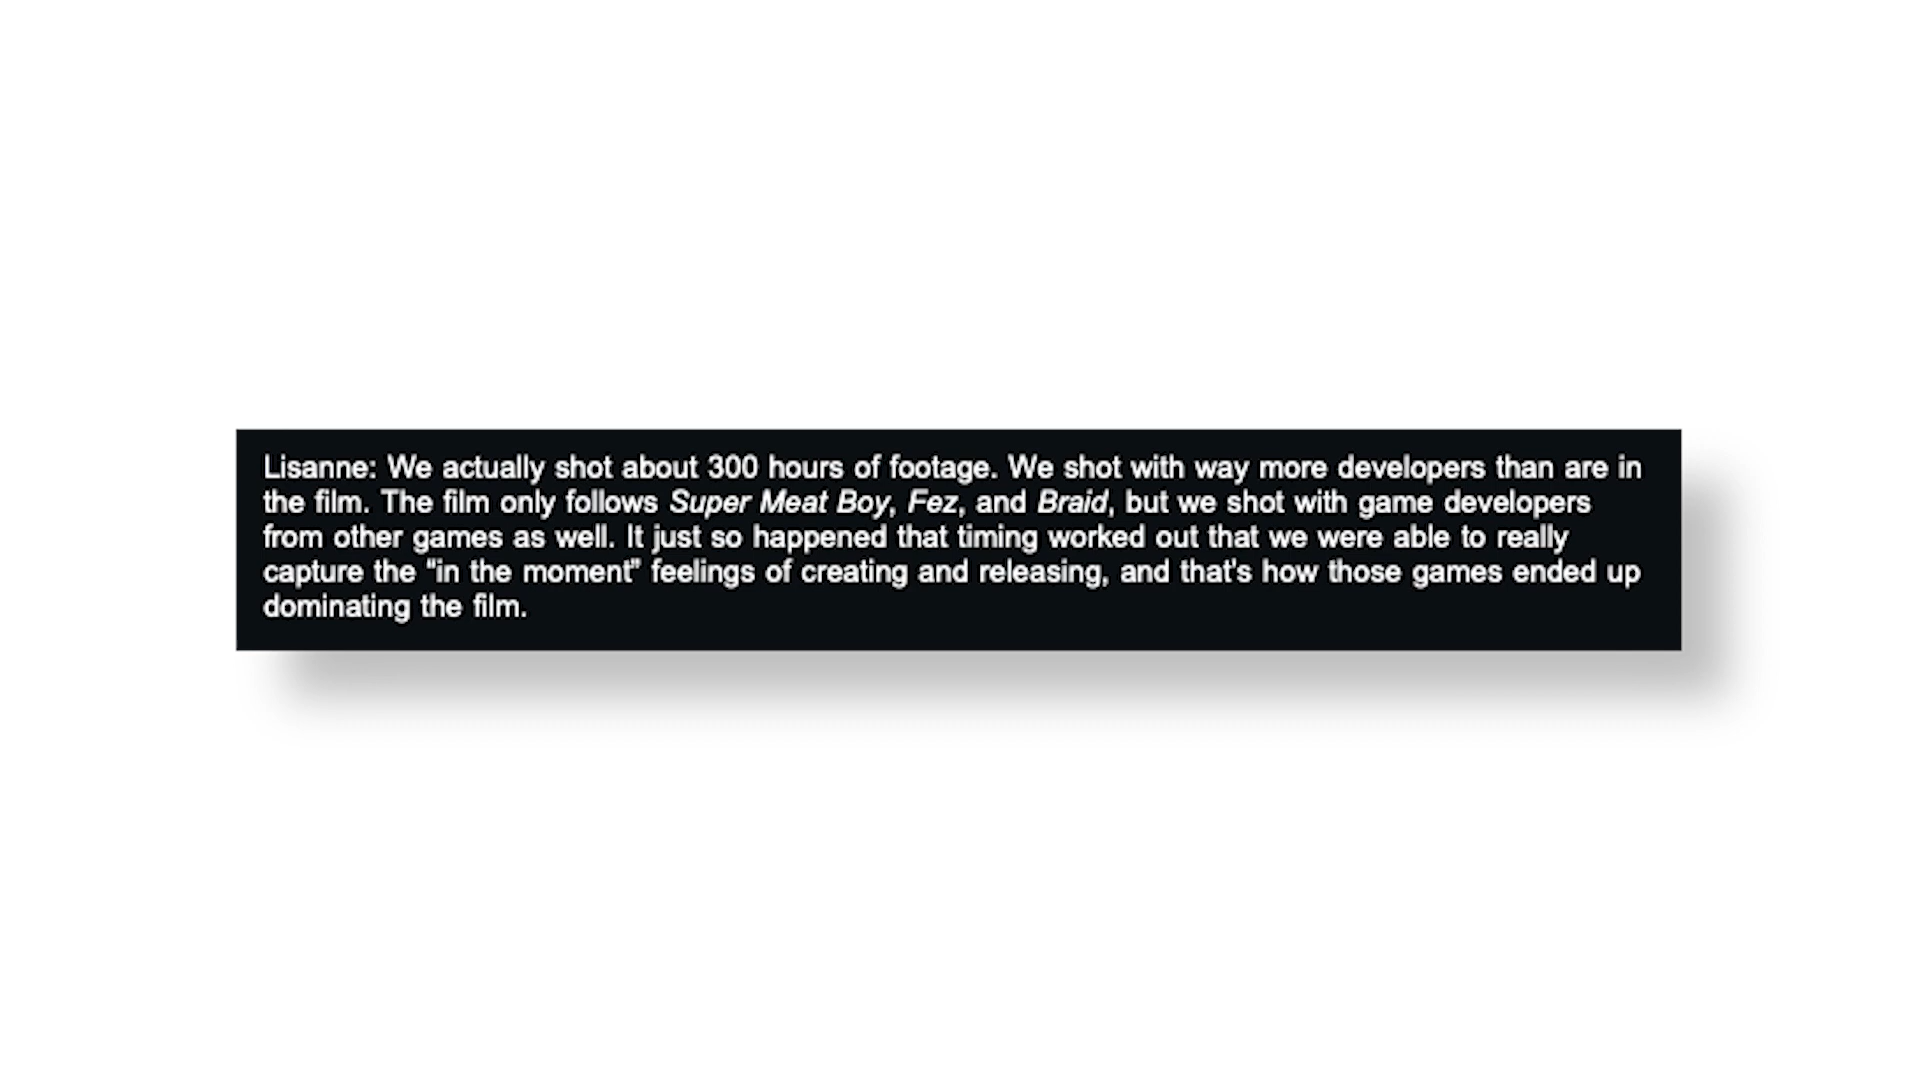 Lisanne: We actually shot about 300 hours of footage. We shot with way more developers than are in
the film. The film only follows Super Meat Boy, Fez, and Braid, but we shot with game developers
from other games as well. It just so happened that timing worked out that we were able to really
capture the "in the moment" feelings of creating and releasing, and that's how those games ended up
dominating the film.